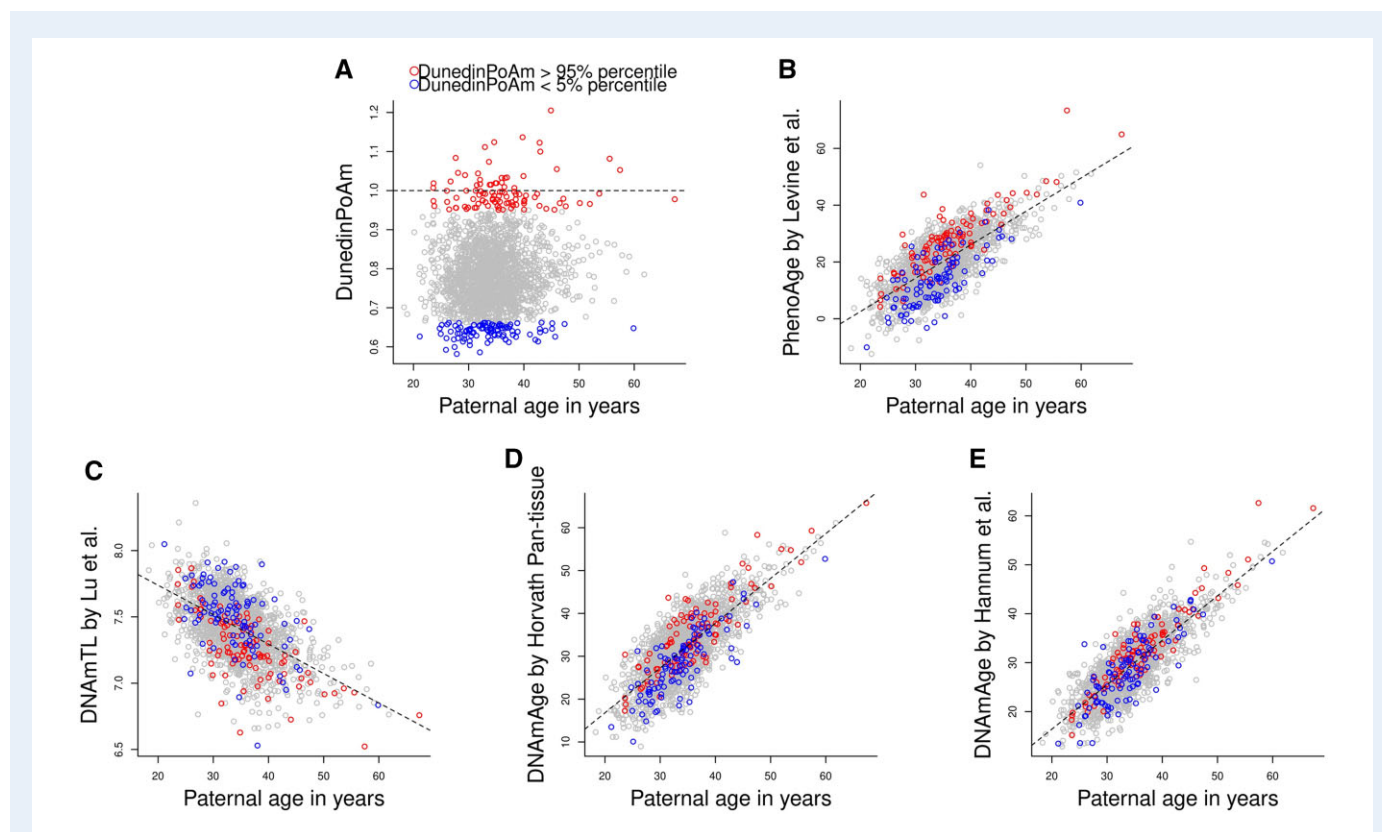 A
DunedinPoAm > 95% percentile
DunedinPoAm < 5% percentile
DunedinPoAm
1.2
1.1
1.0
0.9
0.8
0.7
0.6
20 30 40 50 60
Paternal age in years
B
PhenoAge by Levine et al.
60
40
20
0
20 30 40 50 60
Paternal age in years
C
DNAmTL by Lu et al.
8.0
7.5
7.0
6.5
20 30 40 50 60
Paternal age in years
D
DNAmAge by Horvath Pan-tissue
60
50
40
30
20
10
20 30 40 50 60
Paternal age in years
E
DNAmAge by Hannum et al.
60
50
40
30
20
20 30 40 50 60
Paternal age in years